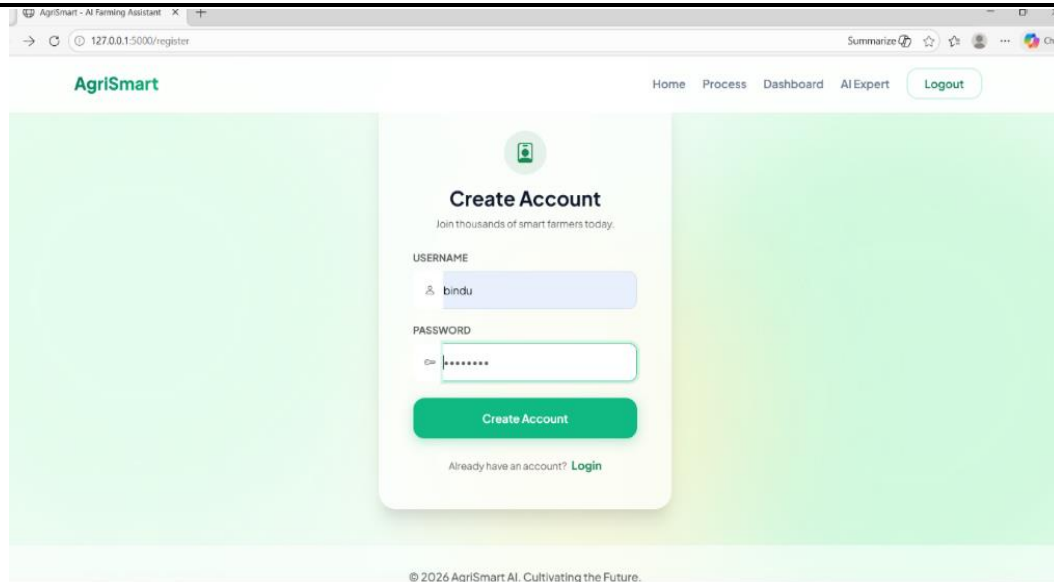 AgriSmart - AI Farming Assistant
127.0.0.1:5000/register
Summarize
AgriSmart
Home Process Dashboard AI Expert Logout
Create Account
Join thousands of smart farmers today.
USERNAME
bindu
PASSWORD
Create Account
Already have an account? Login
© 2026 AgriSmart AI. Cultivating the Future.